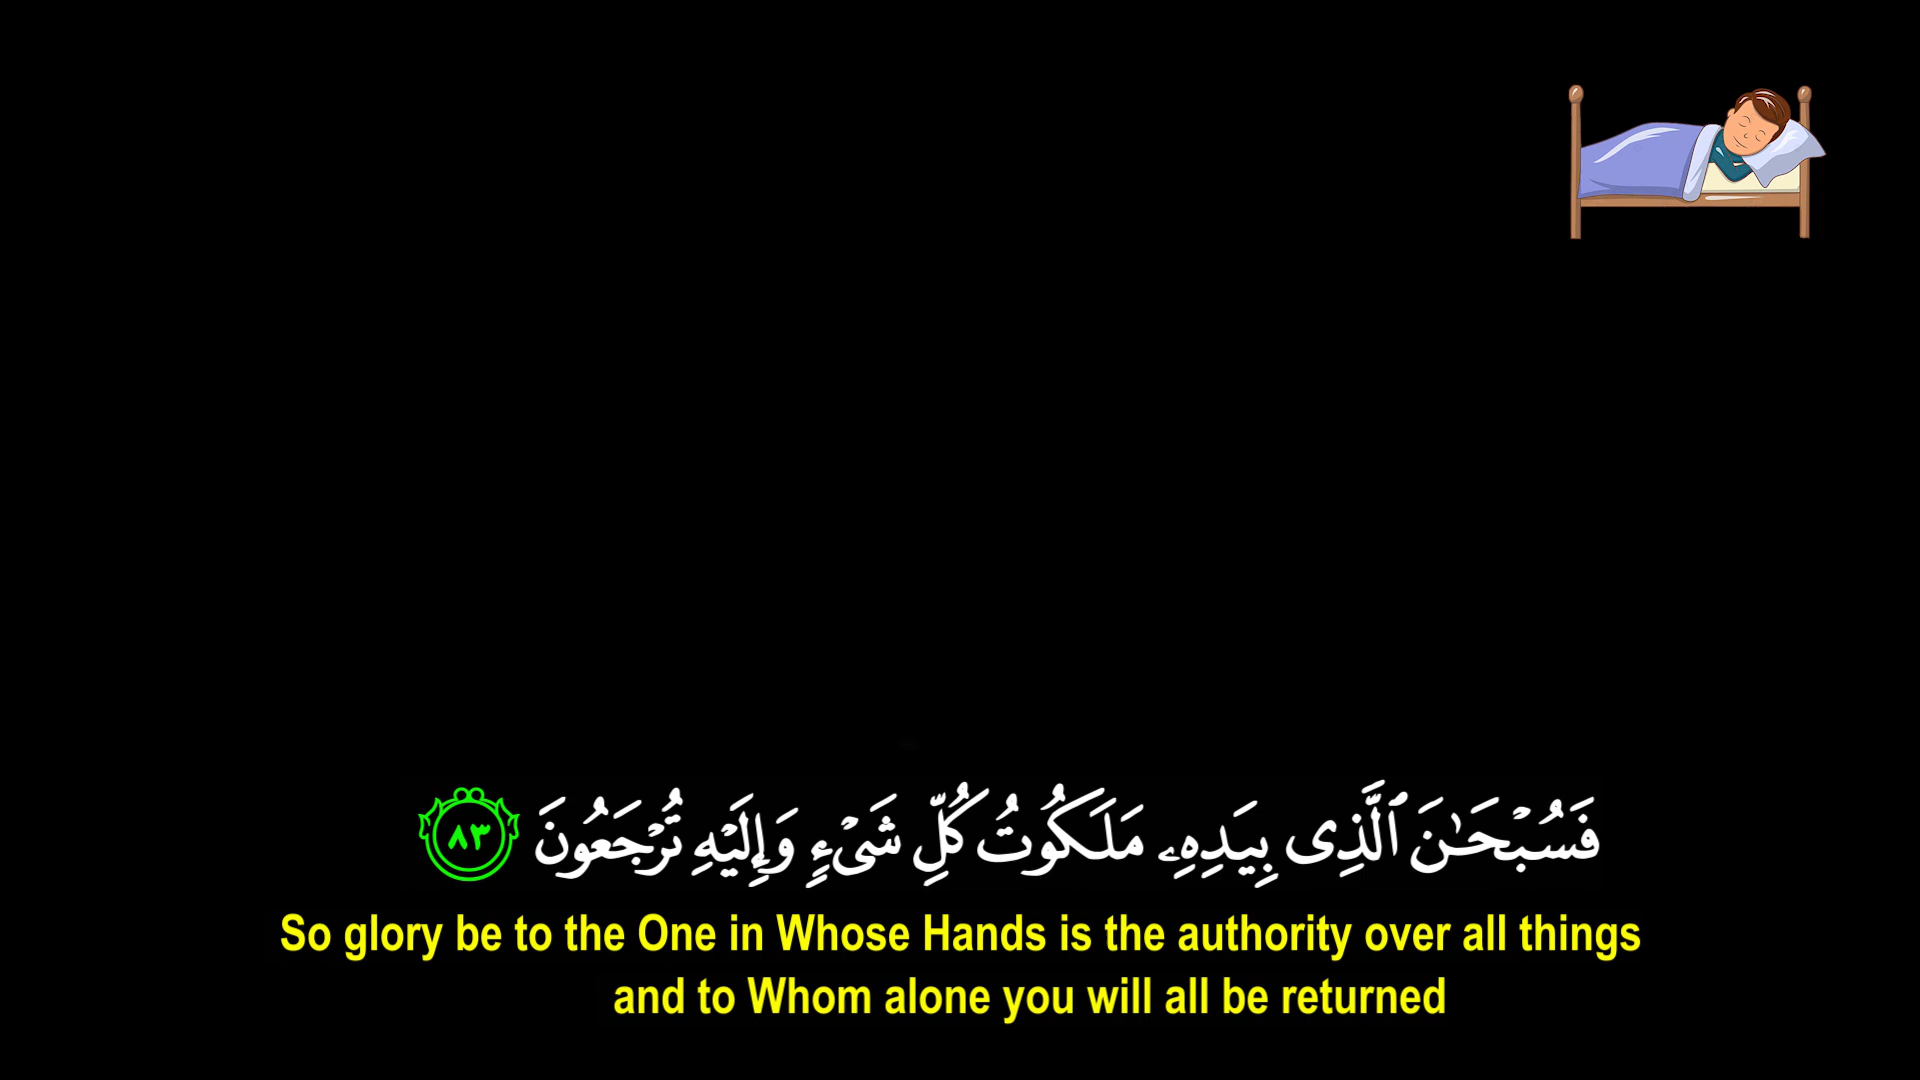 فَسُبْحَـٰنَ ٱلَّذِى بِيَدِهِۦ مَلَكُوتُ كُلِّ شَىْءٍ وَإِلَيْهِ تُرْجَعُونَ ٨٣
So glory be to the One in Whose Hands is the authority over all things
and to Whom alone you will all be returned